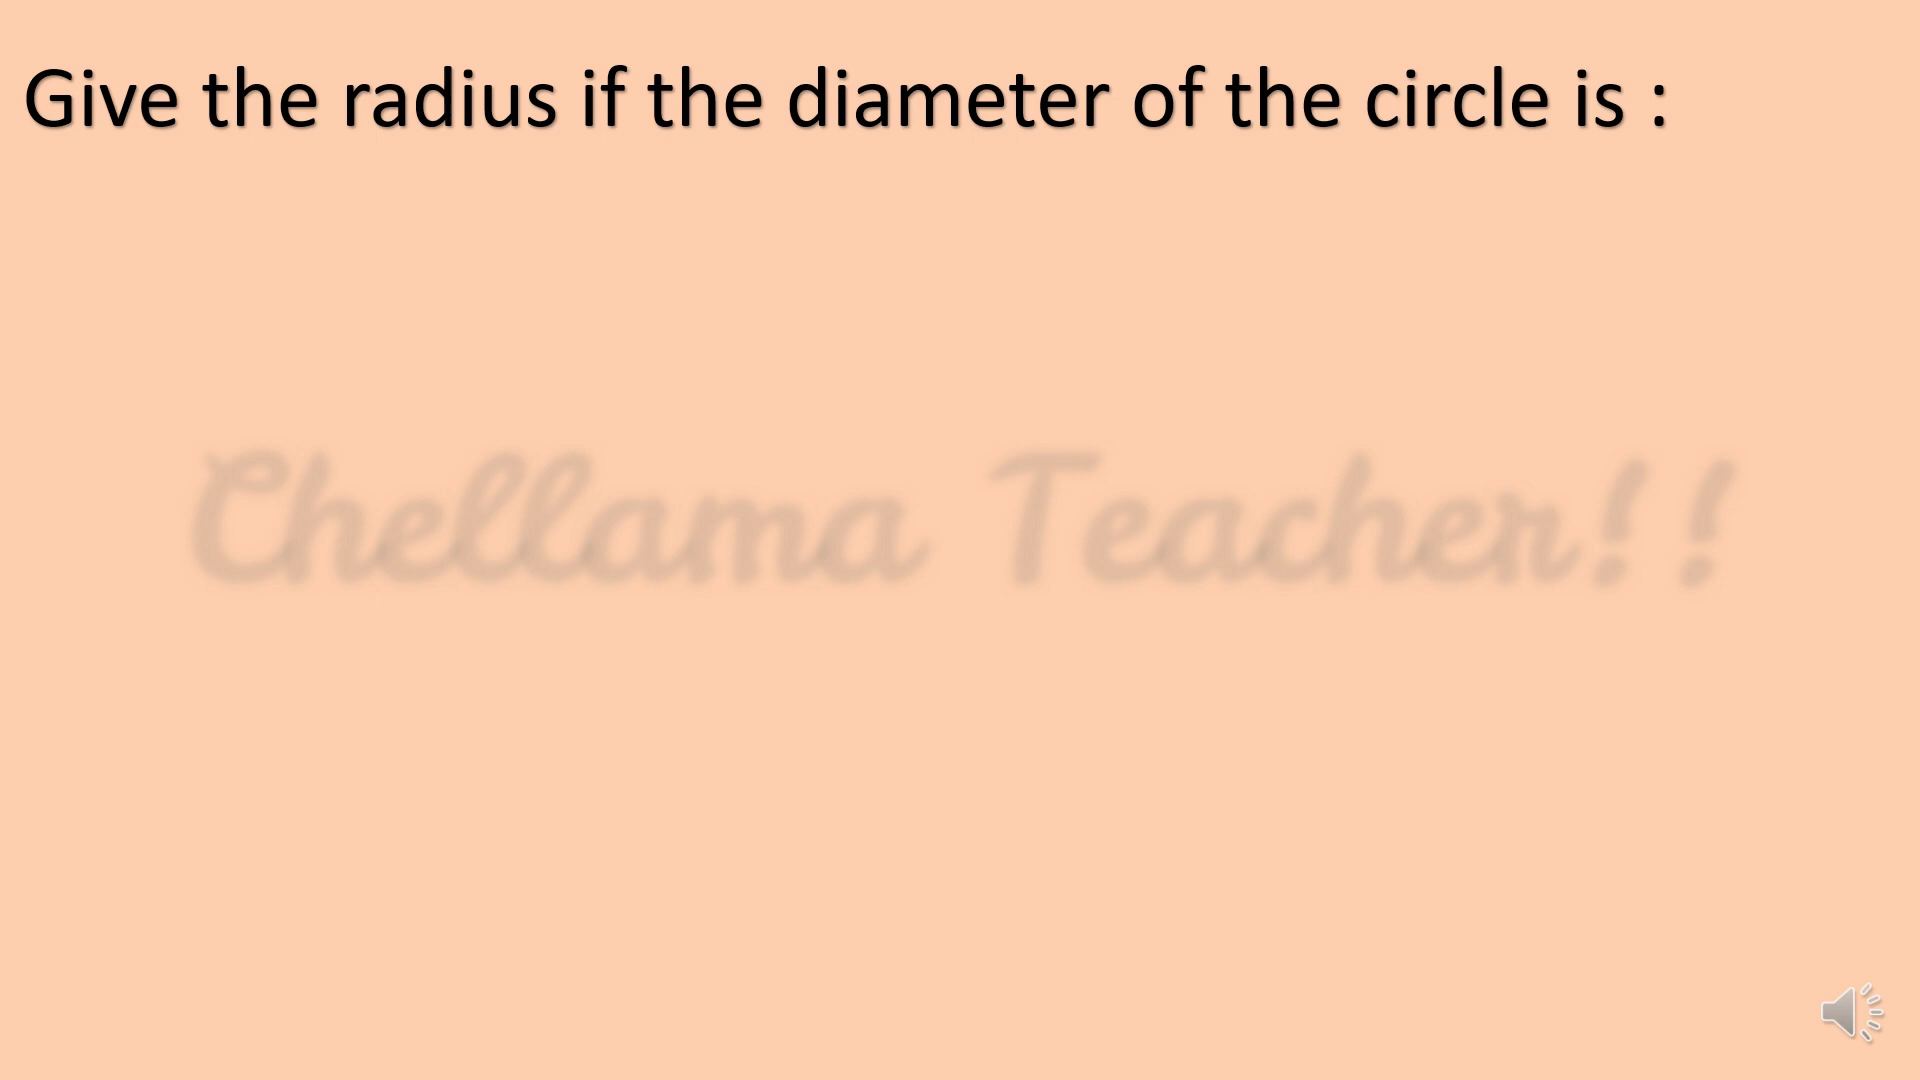 Give the radius if the diameter of the circle is :
Chellama Teacher!!